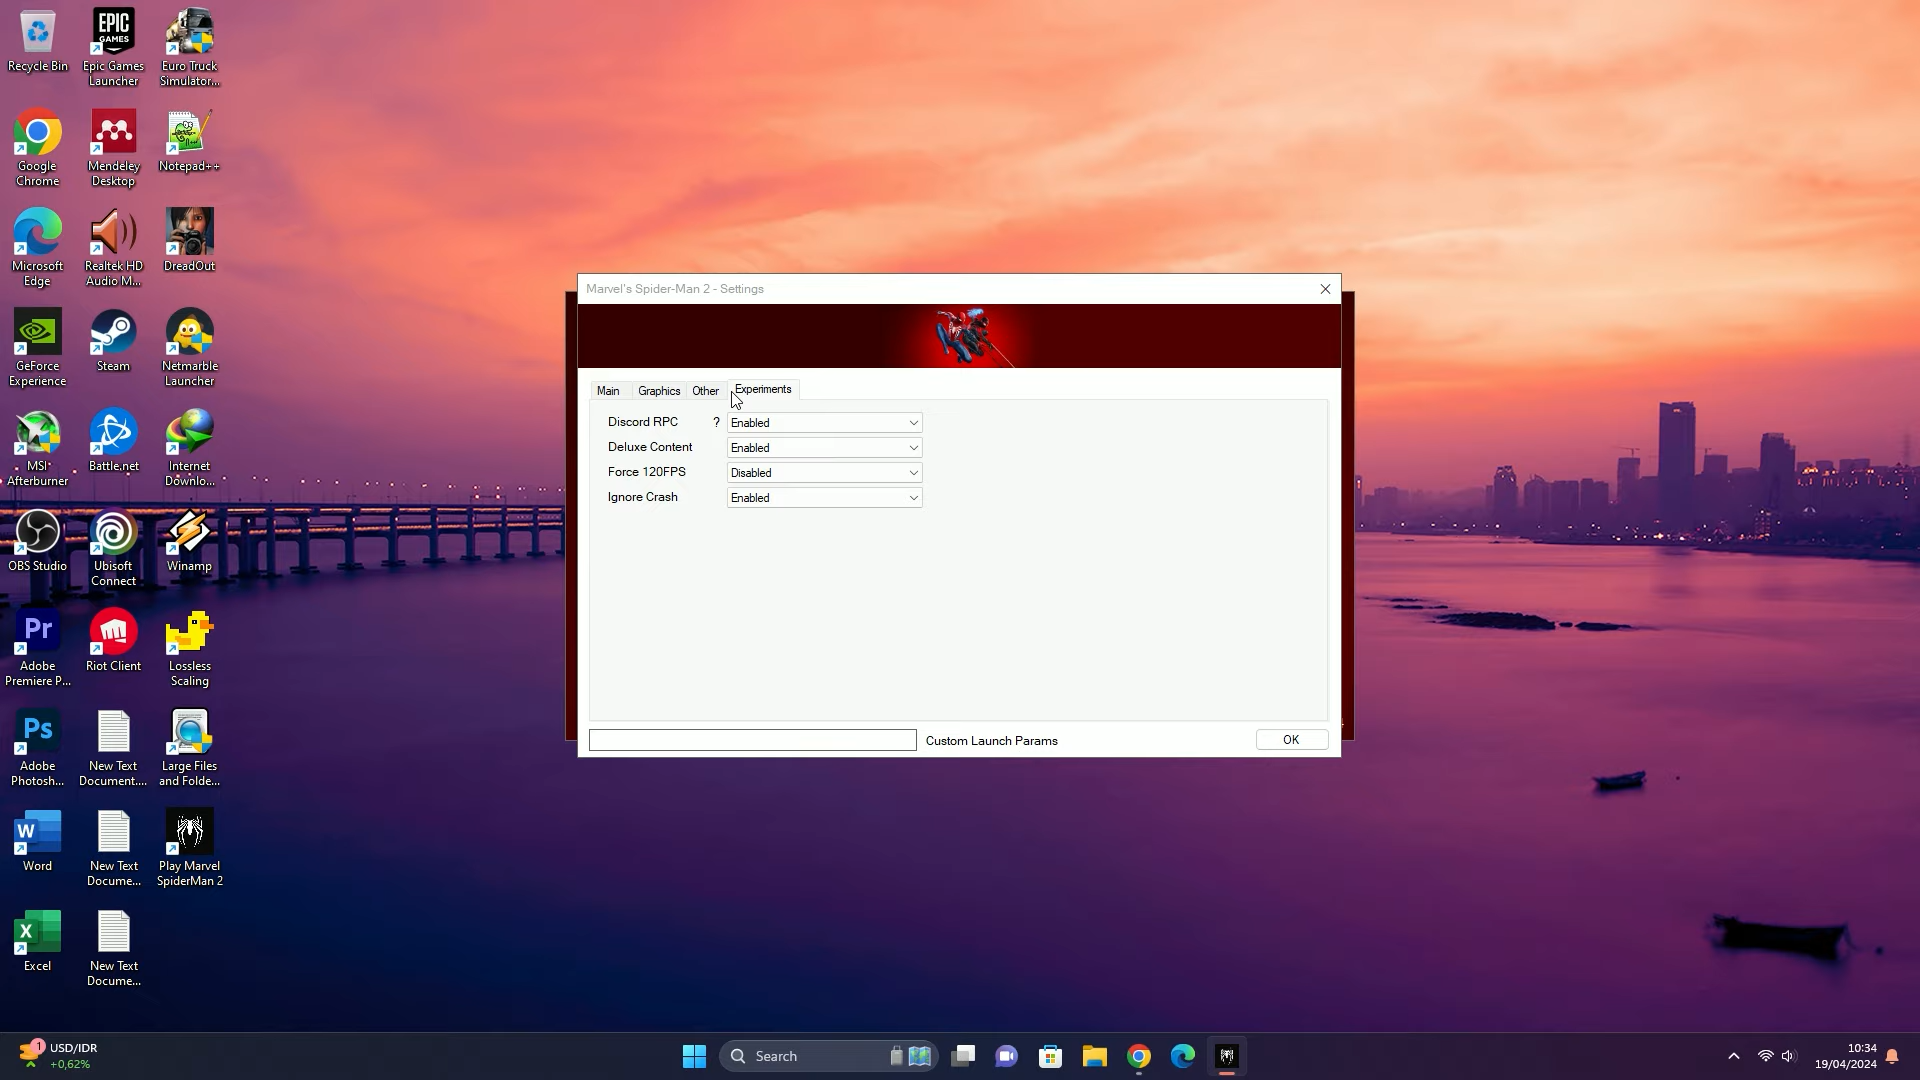 Recycle Bin
EPIC
GAMES
Epic Games
Launcher
Euro Truck
Simulator...
Google
Chrome
Mendeley
Desktop
Notepad++
Microsoft
Edge
Realtek HD
Audio M...
DreadOut
GeForce
Experience
Steam
Netmarble
Launcher
MSI
Afterburner
Battle.net
Internet
Downlo...
OBS Studio
Ubisoft
Connect
Winamp
Pr
Adobe
Premiere P...
Riot Client
Lossless
Scaling
Ps
Adobe
Photosh...
New Text
Document....
Large Files
and Folde...
W
Word
New Text
Docume...
Play Marvel
SpiderMan 2
X
Excel
New Text
Docume...
Marvel's Spider-Man 2 - Settings
Main Graphics Other Experiments
Discord RPC ? Enabled
Deluxe Content Enabled
Force 120FPS Disabled
Ignore Crash Enabled
Custom Launch Params
OK
1
USD/IDR
+0,62%
Search
10:34
19/04/2024